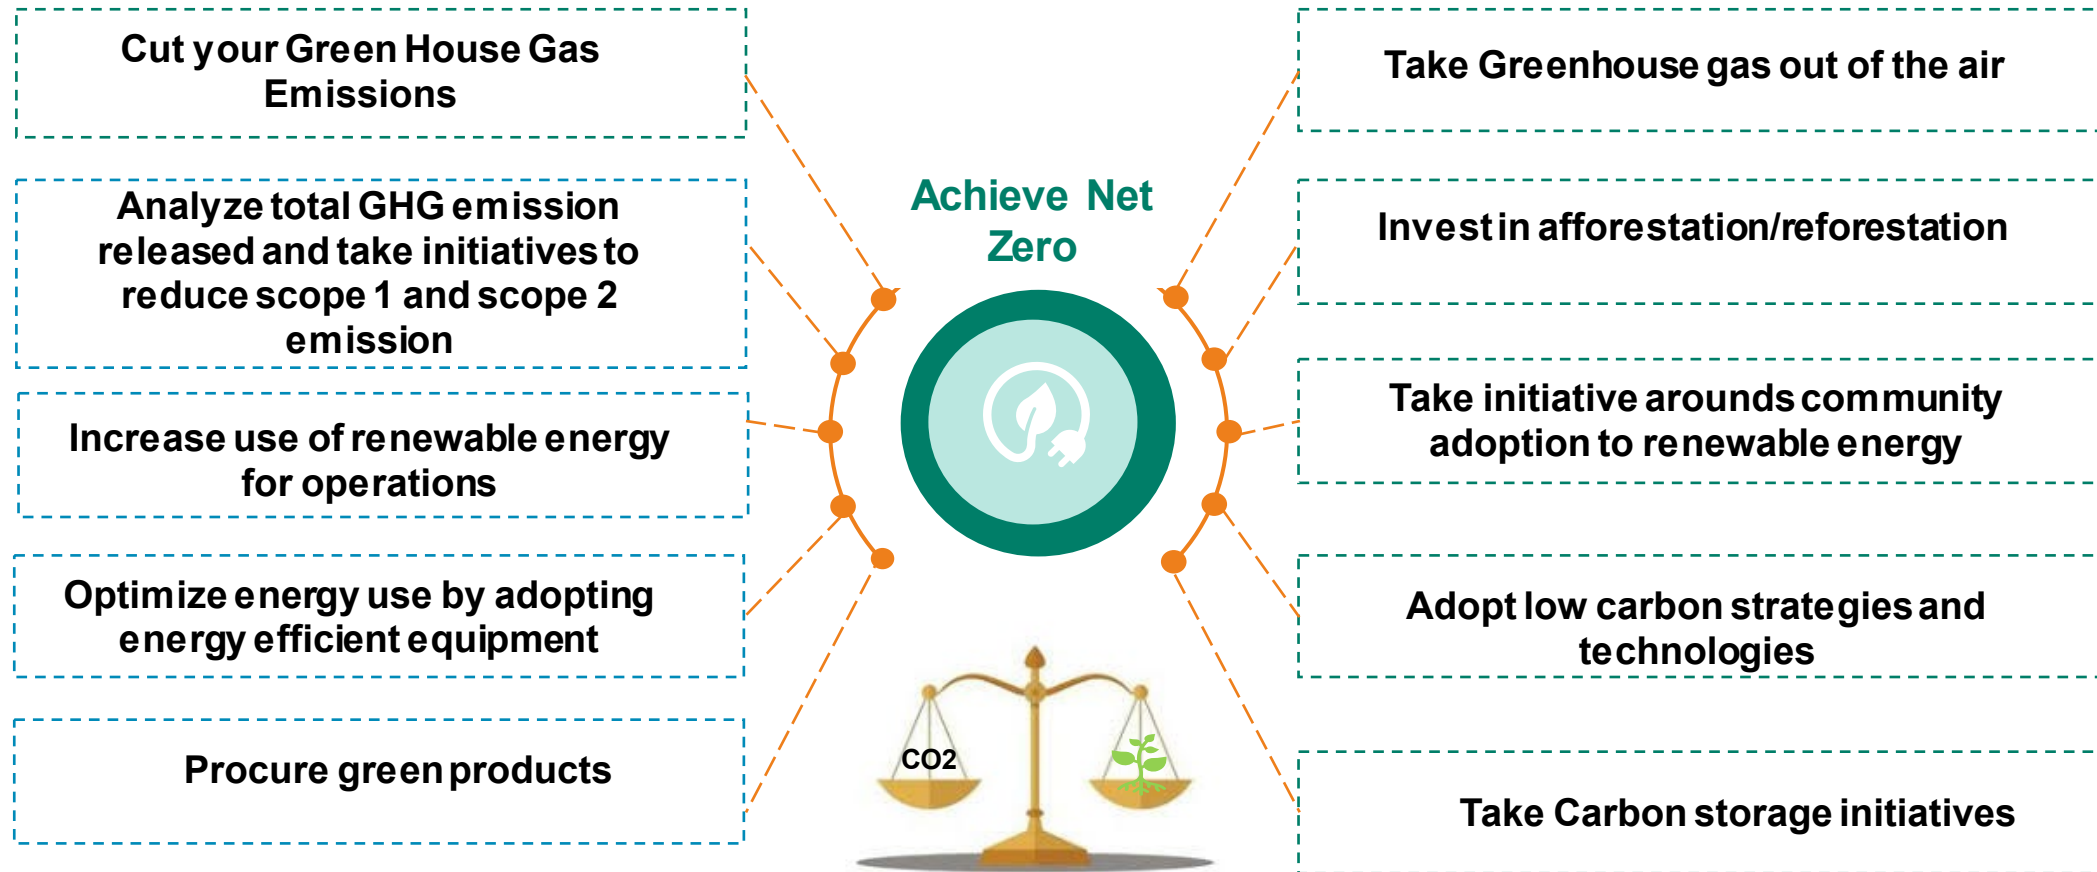 Cut your Green House Gas
Emissions
Analyze total GHG emission
released and take initiatives to
reduce scope 1 and scope 2
emission
Increase use of renewable energy
for operations
Optimize energy use by adopting
energy efficient equipment
Procure green products
Achieve Net
Zero
CO2
Take Greenhouse gas out of the air
Invest in afforestation/reforestation
Take initiative arounds community
adoption to renewable energy
Adopt low carbon strategies and
technologies
Take Carbon storage initiatives